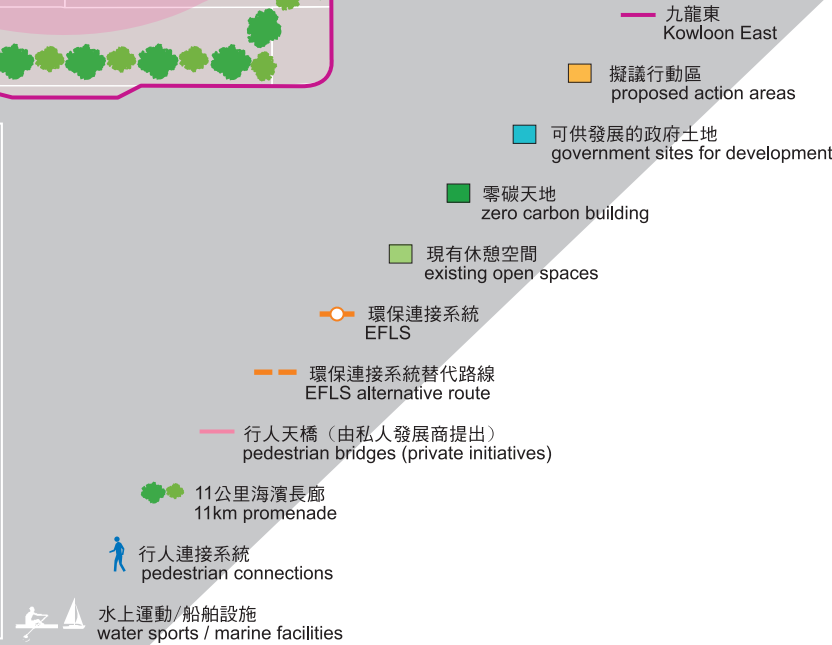 九龍東
Kowloon East
擬議行動區
proposed action areas
可供發展的政府土地
government sites for development
零碳天地
zero carbon building
現有休憩空間
existing open spaces
環保連接系統
EFLS
環保連接系統替代路線
EFLS alternative route
行人天橋（由私人發展商提出）
pedestrian bridges (private initiatives)
11公里海濱長廊
11km promenade
行人連接系統
pedestrian connections
水上運動/船舶設施
water sports / marine facilities